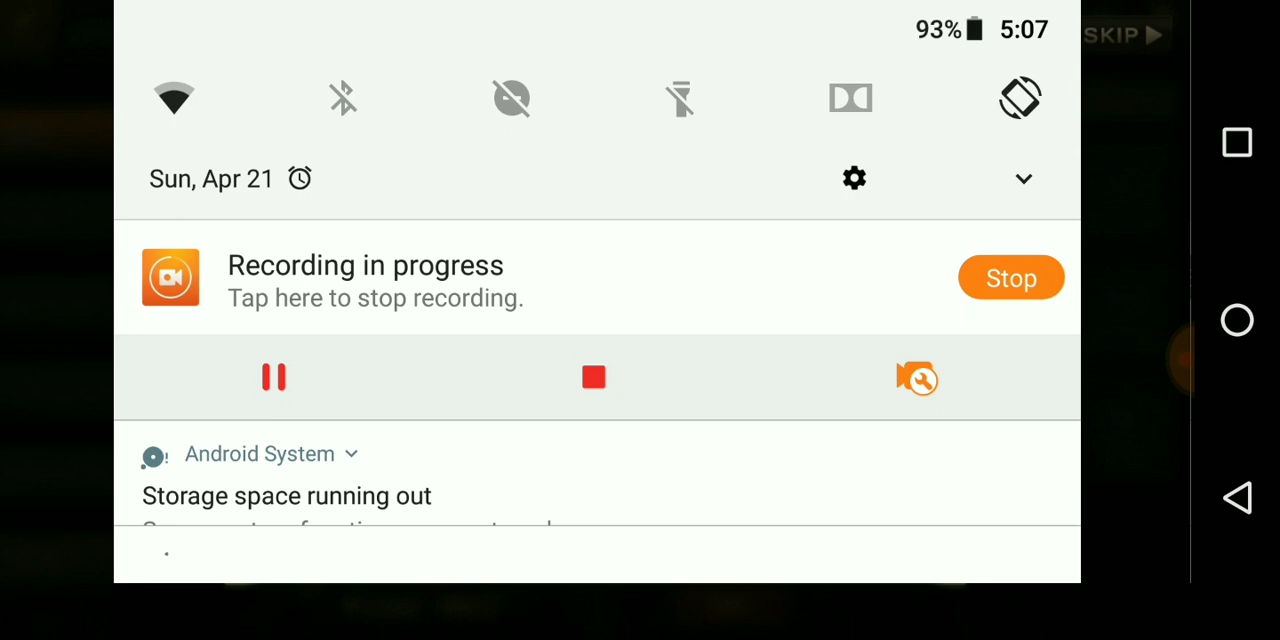 93% 5:07
SKIP
Sun, Apr 21
Recording in progress
Tap here to stop recording.
Stop
Android System
Storage space running out